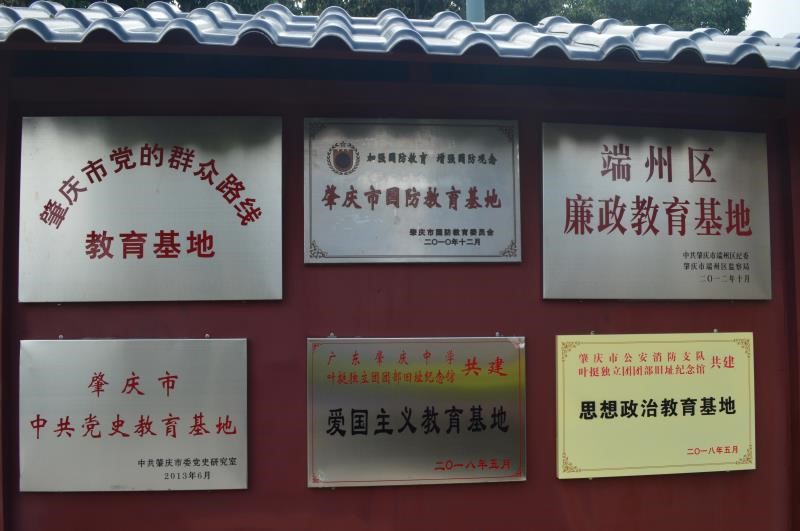 肇庆市党的群众路线
教育基地
加强国防教育 增强国防观念
肇庆市国防教育基地
肇庆市国防教育委员会
二〇一〇年十二月
端州区
廉政教育基地
中共肇庆市端州区纪委
肇庆市端州区监察局
二〇一二年十月
肇庆市
中共党史教育基地
中共肇庆市委党史研究室
2013年6月
广东肇庆中学
叶挺独立团团部旧址纪念馆 共建
爱国主义教育基地
二〇一八年五月
肇庆市公安消防支队
叶挺独立团团部旧址纪念馆 共建
思想政治教育基地
二〇一八年五月